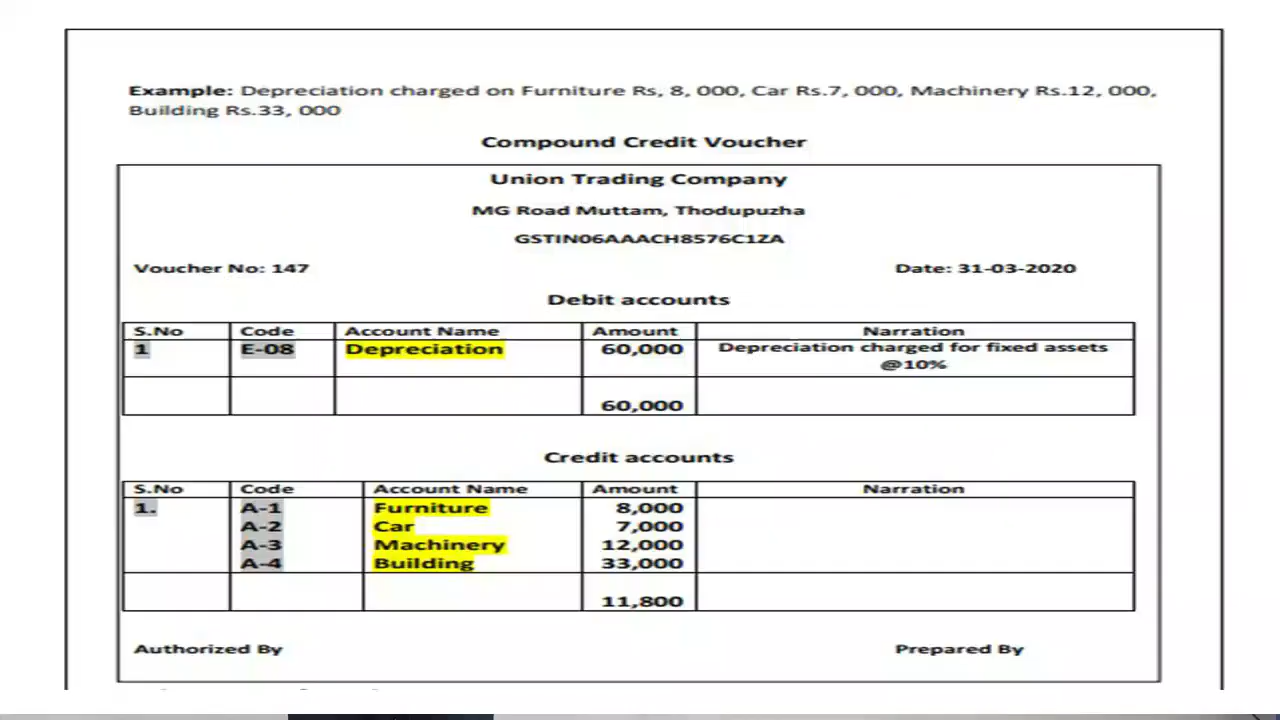 Example: Depreciation charged on Furniture Rs, 8, 000, Car Rs.7, 000, Machinery Rs.12, 000,
Building Rs.33, 000
Compound Credit Voucher
Union Trading Company
MG Road Muttam, Thodupuzha
GSTIN06AAACH8576C1ZA
Voucher No: 147 Date: 31-03-2020
Debit accounts
S.No Code Account Name Amount Narration
1 E-08 Depreciation 60,000 Depreciation charged for fixed assets
@10%
60,000
Credit accounts
S.No Code Account Name Amount Narration
1. A-1 Furniture 8,000
A-2 Car 7,000
A-3 Machinery 12,000
A-4 Building 33,000
11,800
Authorized By Prepared By